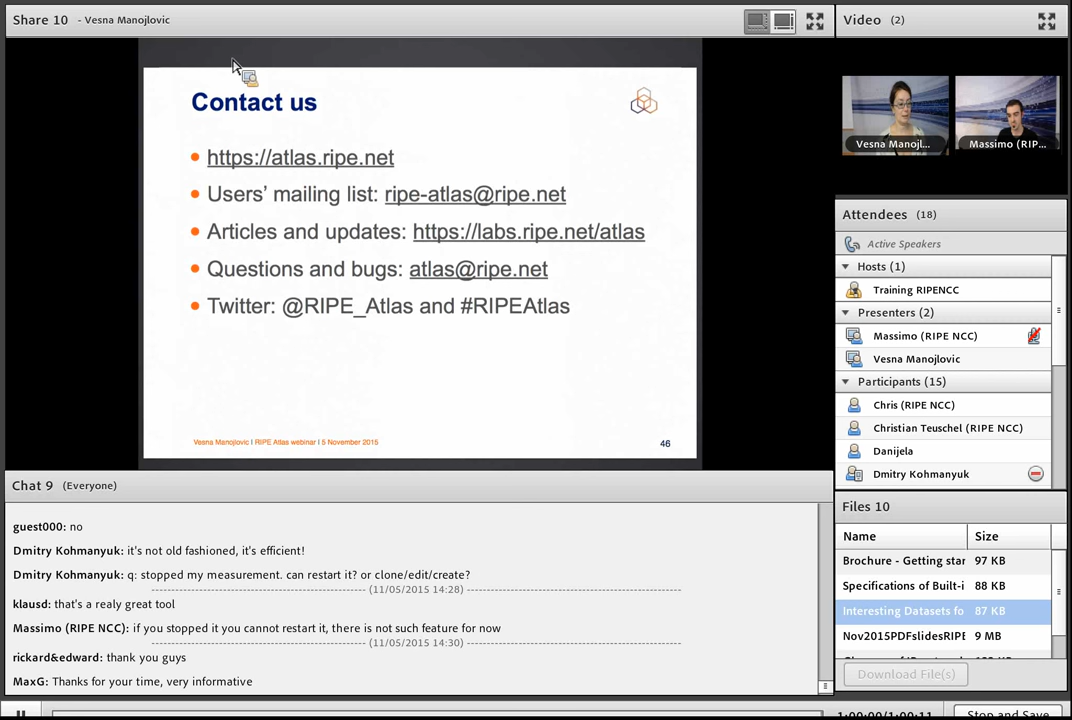 Share 10 - Vesna Manojlovic
Contact us
https://atlas.ripe.net
Users' mailing list: ripe-atlas@ripe.net
Articles and updates: https://labs.ripe.net/atlas
Questions and bugs: atlas@ripe.net
Twitter: @RIPE_Atlas and #RIPEAtlas
Vesna Manojlovic | RIPE Atlas webinar | 5 November 2015
46
Chat 9 (Everyone)
guest000: no
Dmitry Kohmanyuk: it's not old fashioned, it's efficient!
Dmitry Kohmanyuk: q: stopped my measurement. can restart it? or clone/edit/create?
(11/05/2015 14:28)
klausd: that's a realy great tool
Massimo (RIPE NCC): if you stopped it you cannot restart it, there is not such feature for now
(11/05/2015 14:30)
rickard&edward: thank you guys
MaxG: Thanks for your time, very informative
Video (2)
Vesna Manojl...
Massimo (RIP...
Attendees (18)
Active Speakers
Hosts (1)
Training RIPENCC
Presenters (2)
Massimo (RIPE NCC)
Vesna Manojlovic
Participants (15)
Chris (RIPE NCC)
Christian Teuschel (RIPE NCC)
Danijela
Dmitry Kohmanyuk
Files 10
Name Size
Brochure - Getting star 97 KB
Specifications of Built-i 88 KB
Interesting Datasets fo 87 KB
Nov2015PDFslidesRIPE 9 MB
Download File(s)
1:00:00/1:00:11
Stop and Save